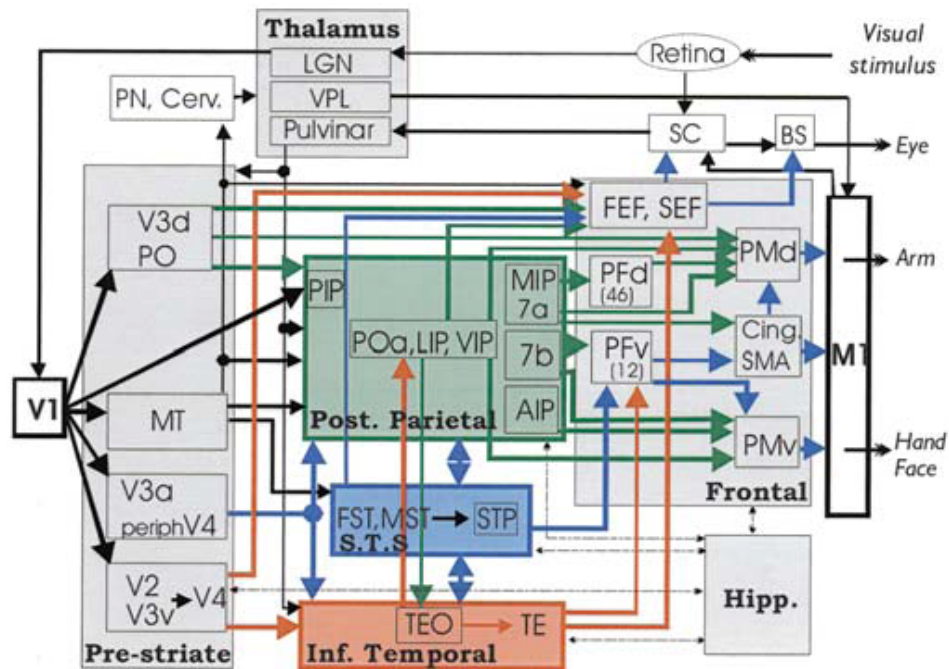 Thalamus
LGN
VPL
Pulvinar
Retina
Visual
stimulus
PN, Cerv.
SC
BS
Eye
V3d
PO
FEF, SEF
PIP
MIP
7a
PFd
(46)
PMd
Arm
POa, LIP, VIP
7b
PFv
(12)
Cing.
SMA
M1
V1
MT
AIP
Post. Parietal
PMv
Hand
Face
V3a
periphV4
FST, MST
STP
S.T.S
Frontal
V2
V3v
V4
TEO
TE
Hipp.
Pre-striate
Inf. Temporal